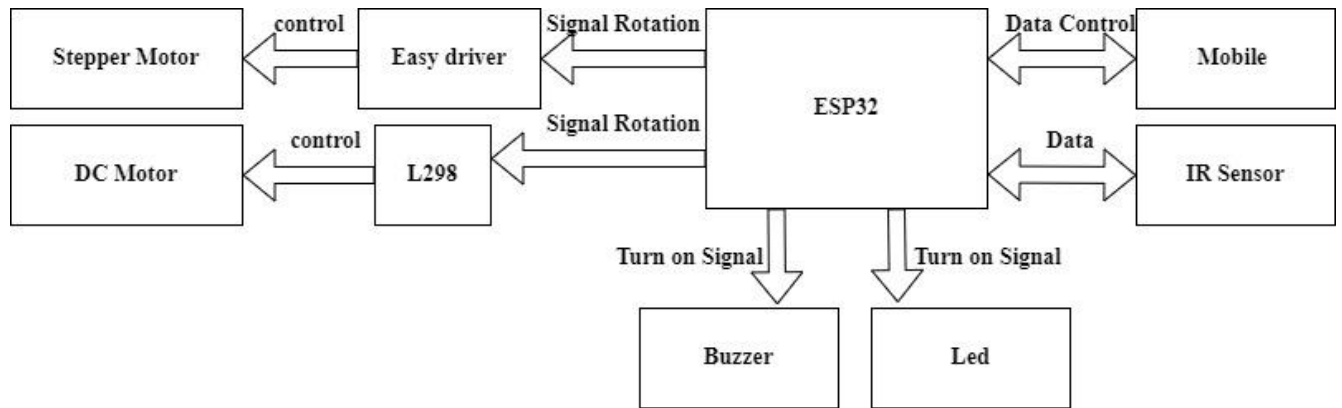 control
Signal Rotation
Data Control
Stepper Motor
Easy driver
ESP32
Mobile
control
Signal Rotation
Data
DC Motor
L298
IR Sensor
Turn on Signal
Turn on Signal
Buzzer
Led